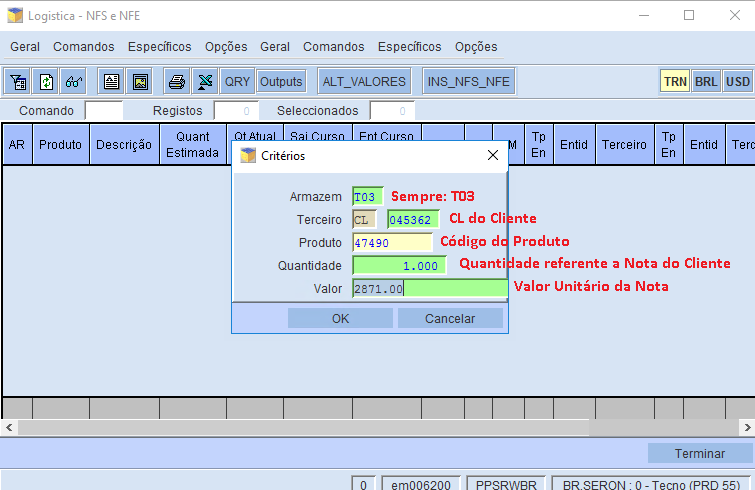 Logistica - NFS e NFE
Geral Comandos Específicos Opções Geral Comandos Específicos Opções
QRY Outputs ALT_VALORES INS_NFS_NFE TRN BRL USD
Comando Registos 0 Seleccionados 0
AR Produto Descrição Quant Estimada Qt Atual Sai Curso Ent Curso M Tp En Entid Terceiro Tp En Entid Terc
Critérios
Armazem T03 Sempre: T03
Terceiro CL 045362 CL do Cliente
Produto 47490 Código do Produto
Quantidade 1.000 Quantidade referente a Nota do Cliente
Valor 2871.00 Valor Unitário da Nota
OK Cancelar
Terminar
0 em006200 PPSRWBR BR.SERON : 0 - Tecno (PRD 55)